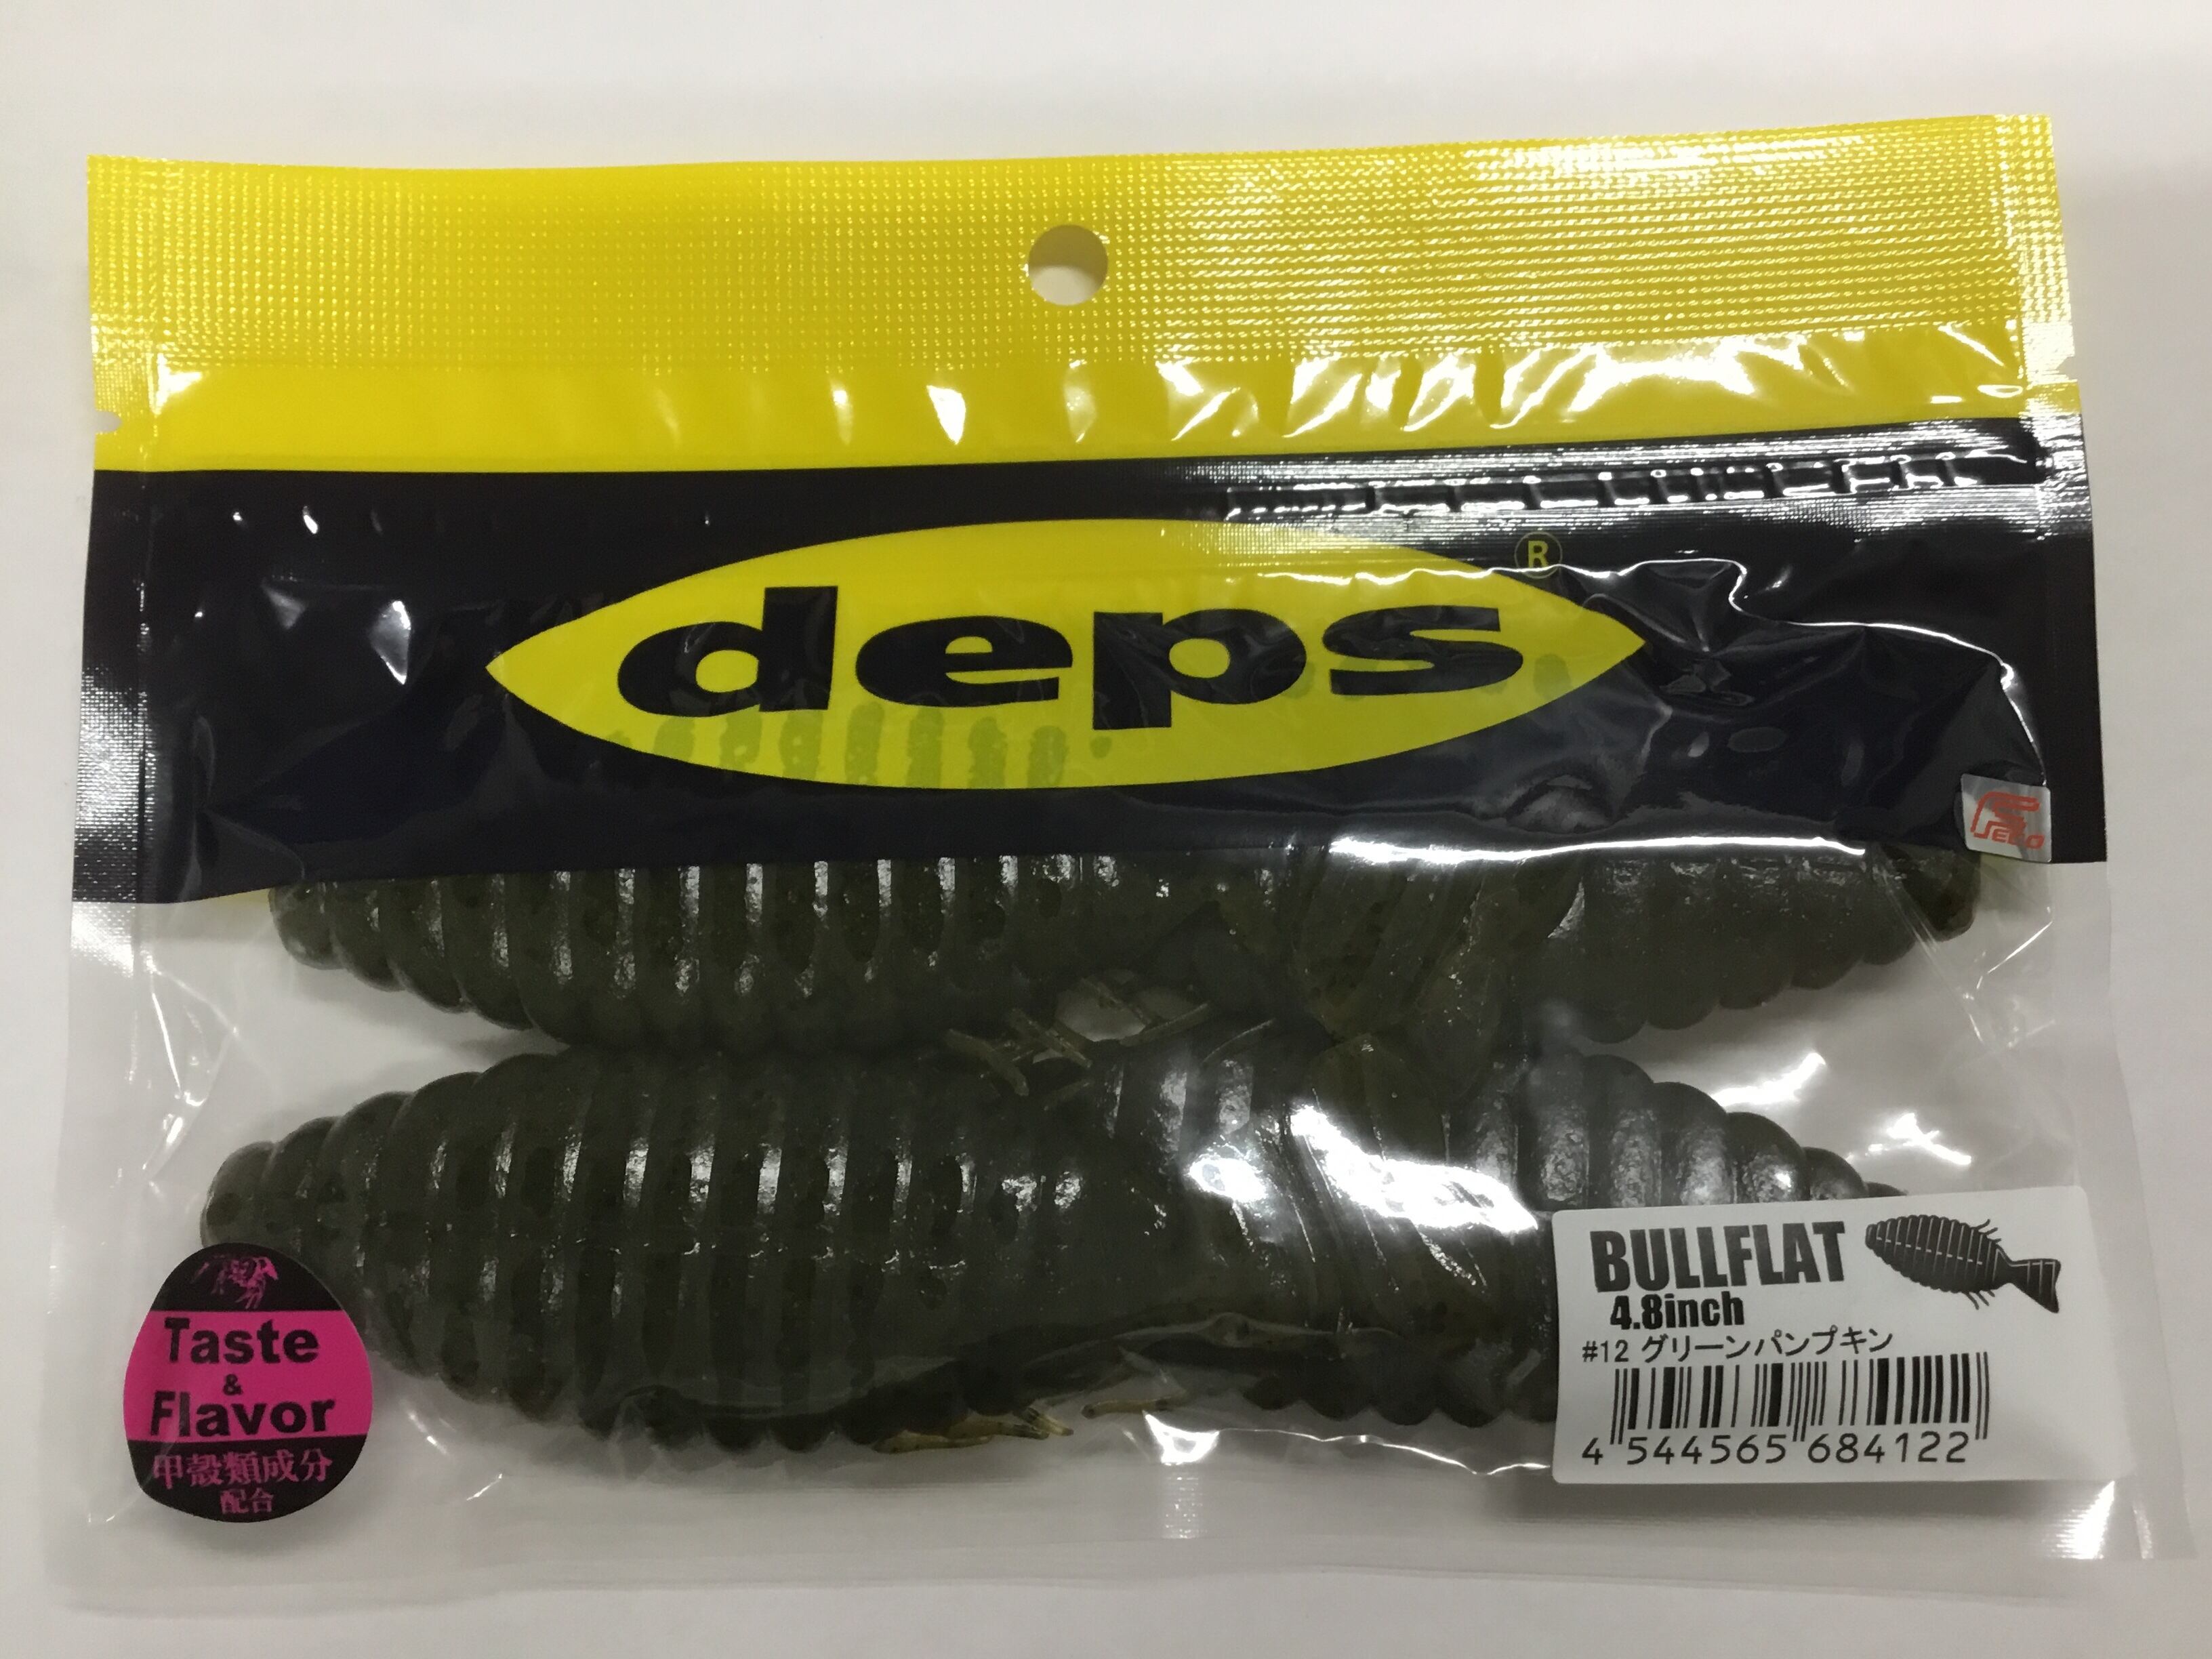 deps
R
Feco
BULLFLAT
4.8inch
#12 グリーンパンプキン
4 544565 684122
Taste
&
Flavor
甲殻類成分
配合